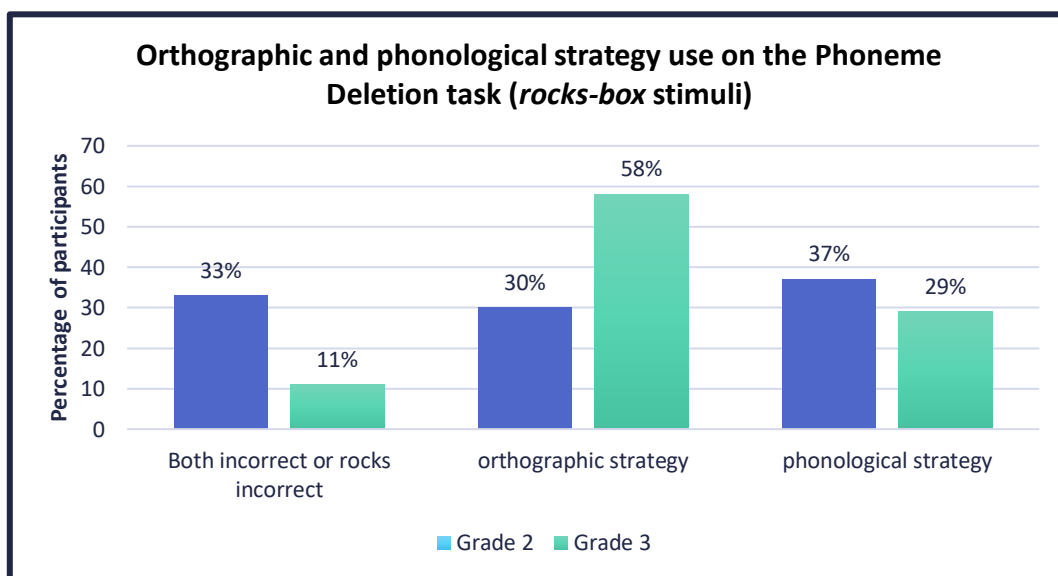 Orthographic and phonological strategy use on the Phoneme
Deletion task (rocks-box stimuli)
Percentage of participants
70
60
50
40
30
20
10
0
33%
11%
30%
58%
37%
29%
Both incorrect or rocks
incorrect
orthographic strategy
phonological strategy
Grade 2
Grade 3